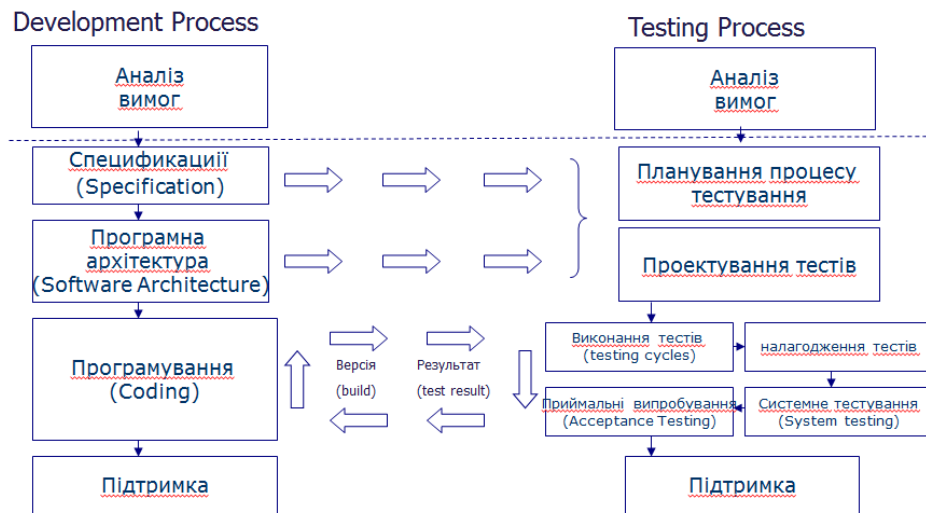 Development Process
Testing Process
Аналіз
вимог
Аналіз
вимог
Спецификациії
(Specification)
Планування процесу
тестування
Програмна
архітектура
(Software Architecture)
Проектування тестів
Програмування
(Coding)
Версія
(build)
Результат
(test result)
Виконання тестів
(testing cycles)
налагодження тестів
Приймальні випробування
(Acceptance Testing)
Системне тестування
(System testing)
Підтримка
Підтримка